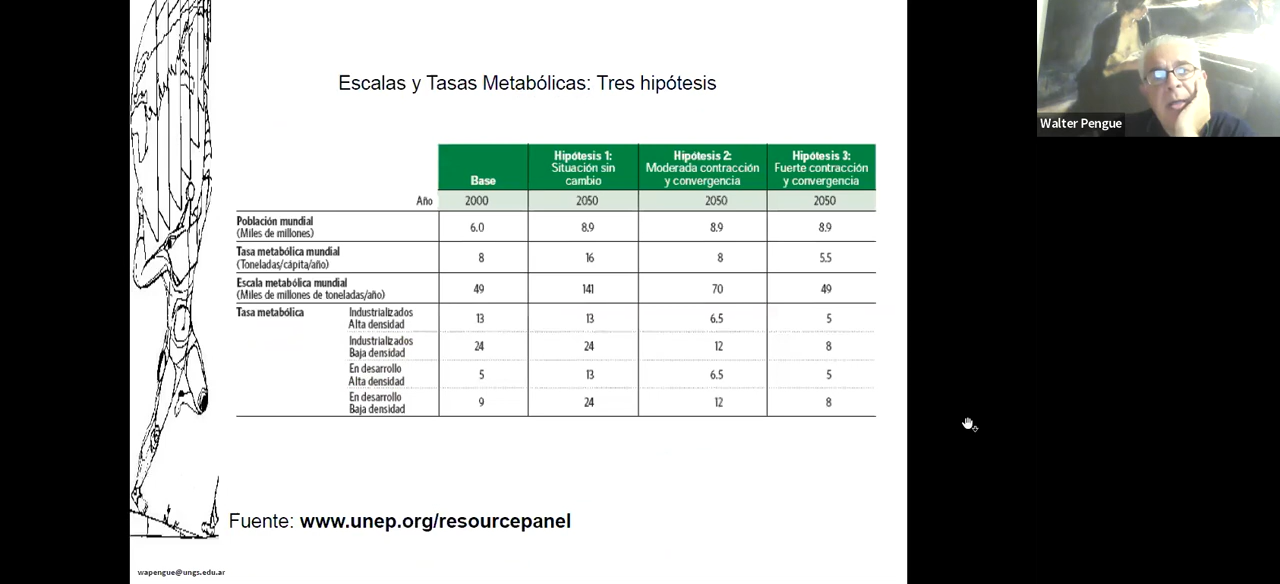 Escalas y Tasas Metabólicas: Tres hipótesis
Walter Pengue
Base
Hipótesis 1:
Situación sin
cambio
Hipótesis 2:
Moderada contracción
y convergencia
Hipótesis 3:
Fuerte contracción
y convergencia
Año 2000 2050 2050 2050
Población mundial
(Miles de millones)
6.0 8.9 8.9 8.9
Tasa metabólica mundial
(Toneladas/cápita/año)
8 16 8 5.5
Escala metabólica mundial
(Miles de millones de toneladas/año)
49 141 70 49
Tasa metabólica
Industrializados
Alta densidad
13 13 6.5 5
Industrializados
Baja densidad
24 24 12 8
En desarrollo
Alta densidad
5 13 6.5 5
En desarrollo
Baja densidad
9 24 12 8
Fuente: www.unep.org/resourcepanel
wapengue@ungs.edu.ar